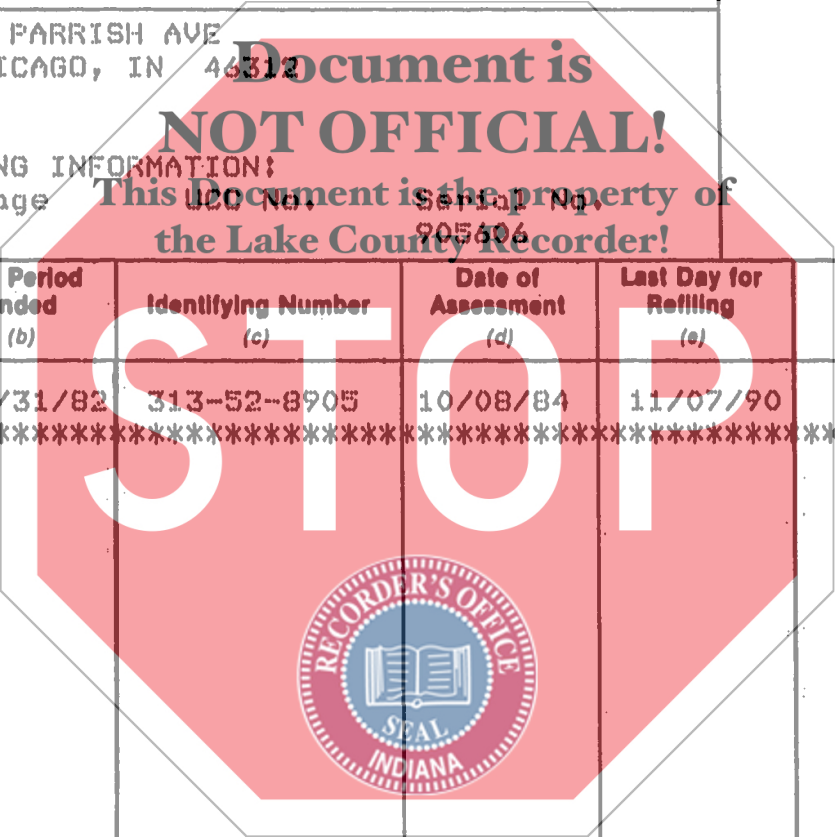 PARRISH AVE
ICAGO, IN 46312
Document is
NOT OFFICIAL!
NG INFORMATION:
age UCC No. Serial No.
This Document is the property of
905606
the Lake County Recorder!
Period
nded
(b)
Identifying Number
(c)
Date of
Assessment
(d)
Last Day for
Refiling
(e)
/31/82 313-52-8905 10/08/84 11/07/90
STOP
RECORDER'S OFFICE
SEAL
INDIANA